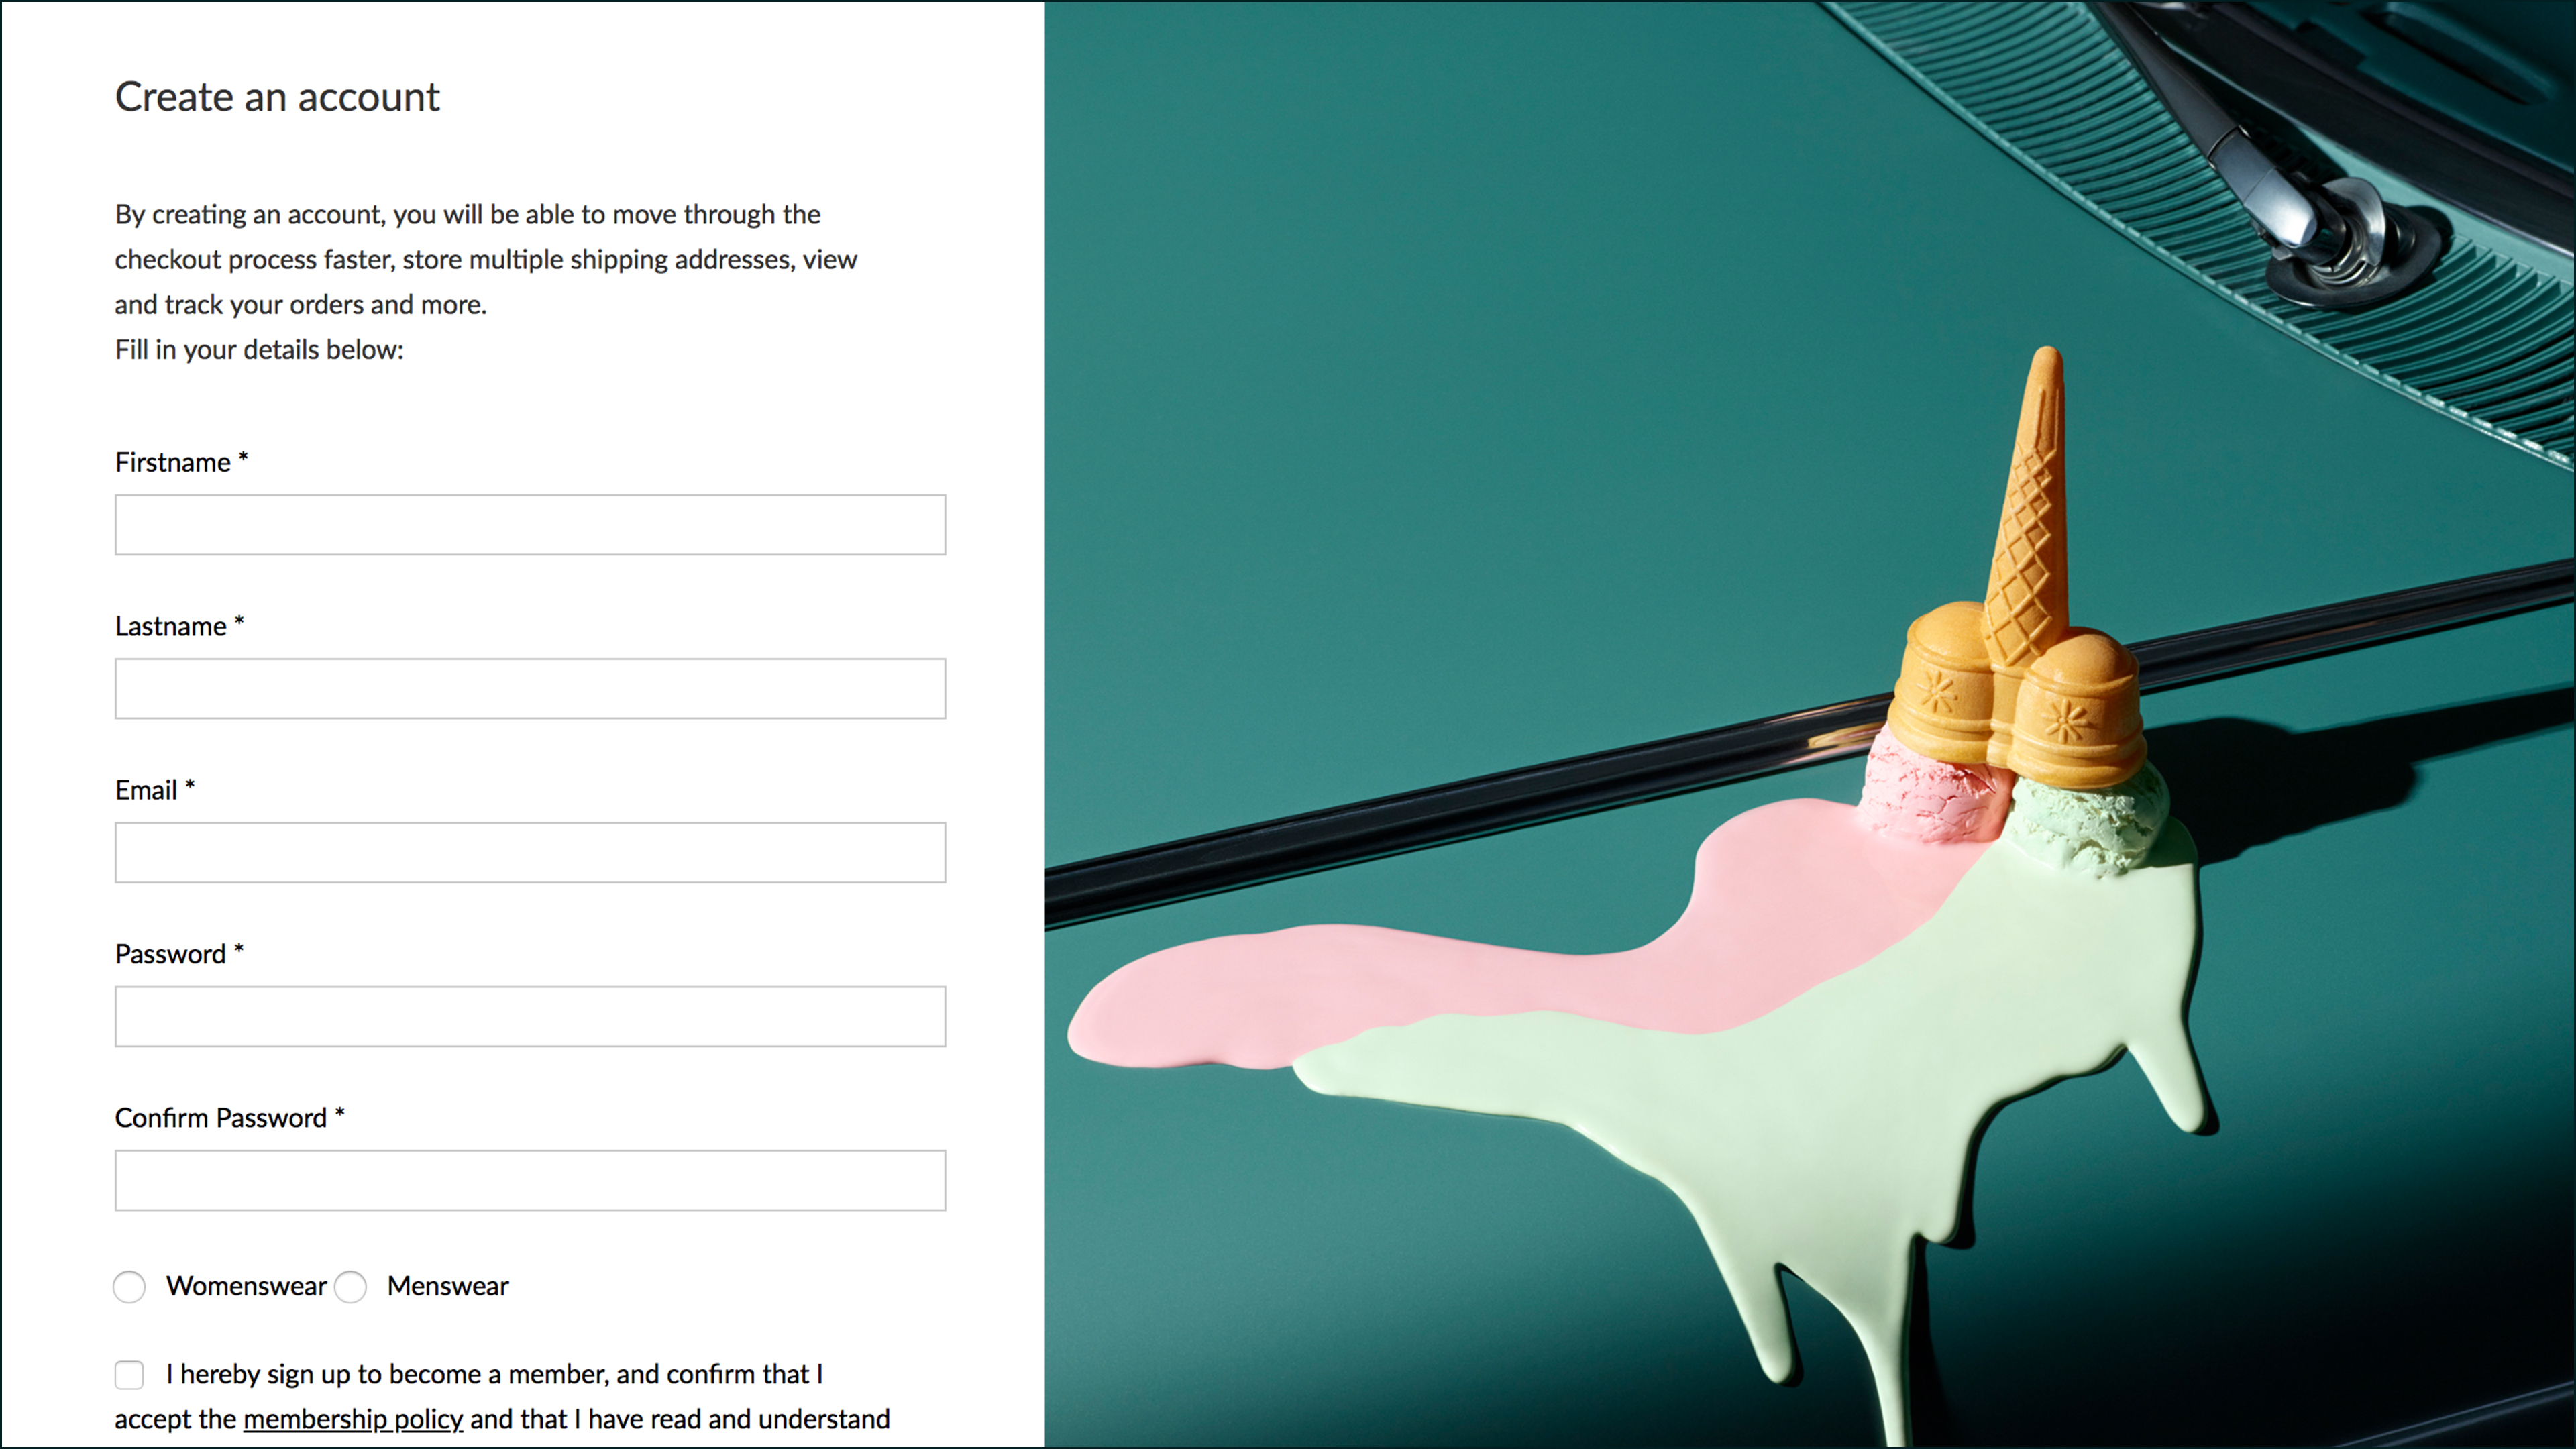 Create an account
By creating an account, you will be able to move through the
checkout process faster, store multiple shipping addresses, view
and track your orders and more.
Fill in your details below:
Firstname *
Lastname *
Email *
Password *
Confirm Password *
Womenswear Menswear
I hereby sign up to become a member, and confirm that I
accept the membership policy and that I have read and understand